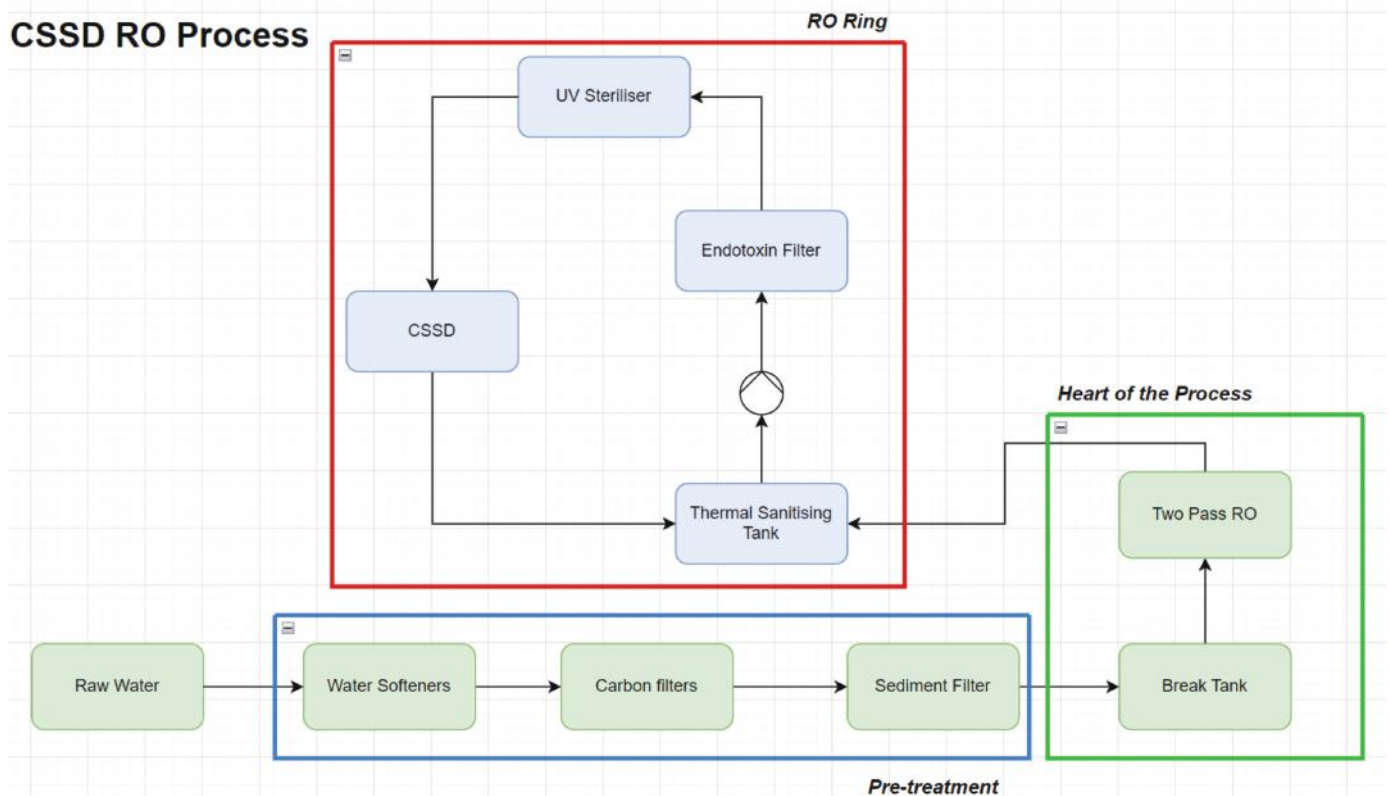 CSSD RO Process
RO Ring
UV Steriliser
Endotoxin Filter
CSSD
Thermal Sanitising
Tank
Heart of the Process
Two Pass RO
Raw Water
Water Softeners
Carbon filters
Sediment Filter
Break Tank
Pre-treatment